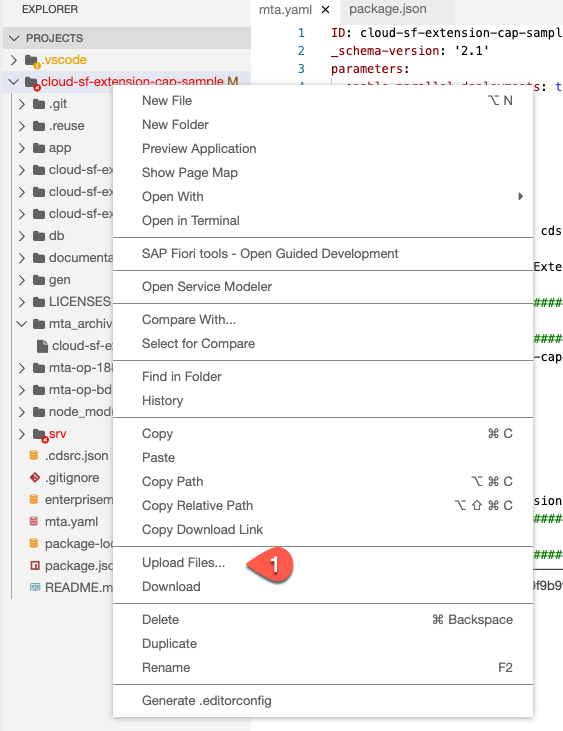 EXPLORER
mta.yaml
package.json
PROJECTS
.vscode
cloud-sf-extension-cap-sample M
.git
.reuse
app
cloud-sf-ex
cloud-sf-ex
cloud-sf-ex
db
documenta
gen
LICENSES
mta_archiv
cloud-sf-e
mta-op-188
mta-op-bd
node_modu
srv
.cdsrc.json
.gitignore
enterprisem
mta.yaml
package-loc
package.jso
README.m
1 ID: cloud-sf-extension-cap-sampl
2 _schema-version: '2.1'
3 parameters:
enable-parallel-deployments: t
cds
Exte
#####
#####
-cap
sion
#####
#####
New File ⌥ N
New Folder
Preview Application
Show Page Map
Open With
Open in Terminal
SAP Fiori tools - Open Guided Development
Open Service Modeler
Compare With...
Select for Compare
Find in Folder
History
Copy ⌘ C
Paste
Copy Path ⌥ ⌘ C
Copy Relative Path ⌥ ⇧ ⌘ C
Copy Download Link
Upload Files...
1
Download
Delete ⌘ Backspace
Duplicate
Rename F2
Generate .editorconfig